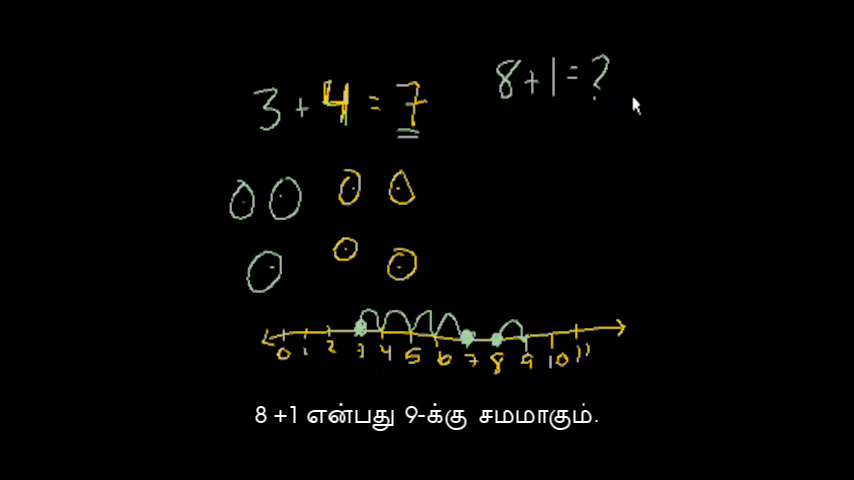 3 + 4 = 7
8 + 1 = ?
0 1 2 3 4 5 6 7 8 9 10 11
8 +1 என்பது 9-க்கு சமமாகும்.